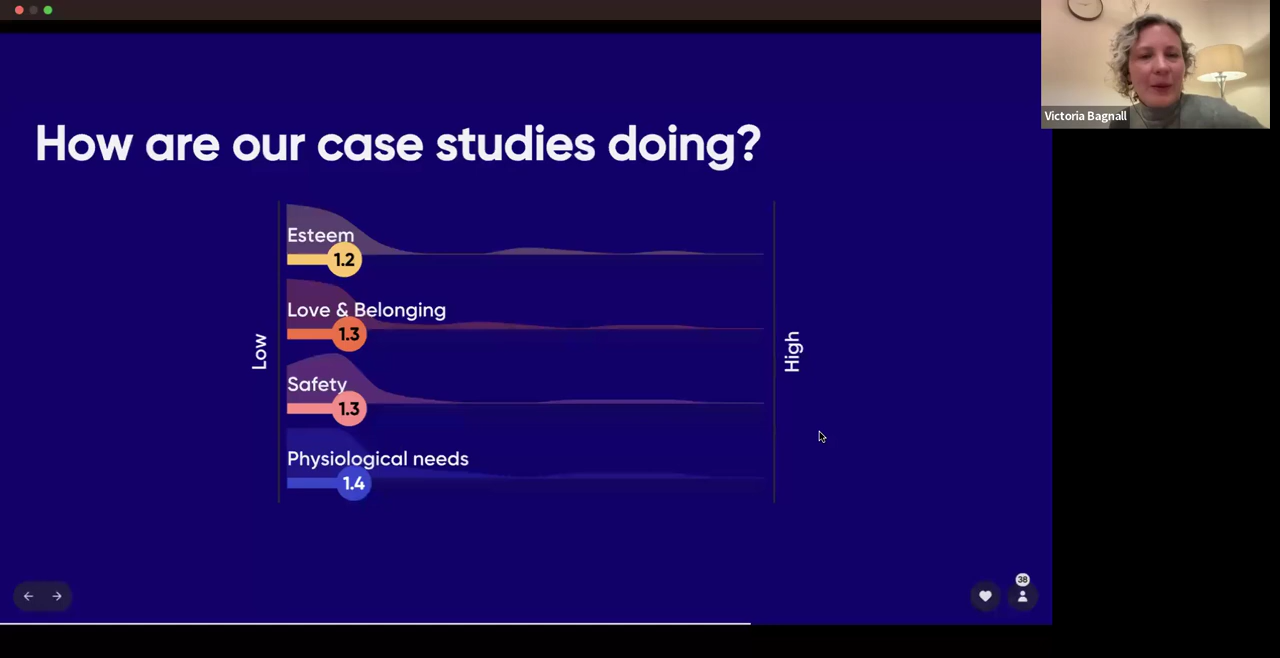 Victoria Bagnall
How are our case studies doing?
Esteem
1.2
Love & Belonging
1.3
Low
High
Safety
1.3
Physiological needs
1.4
38